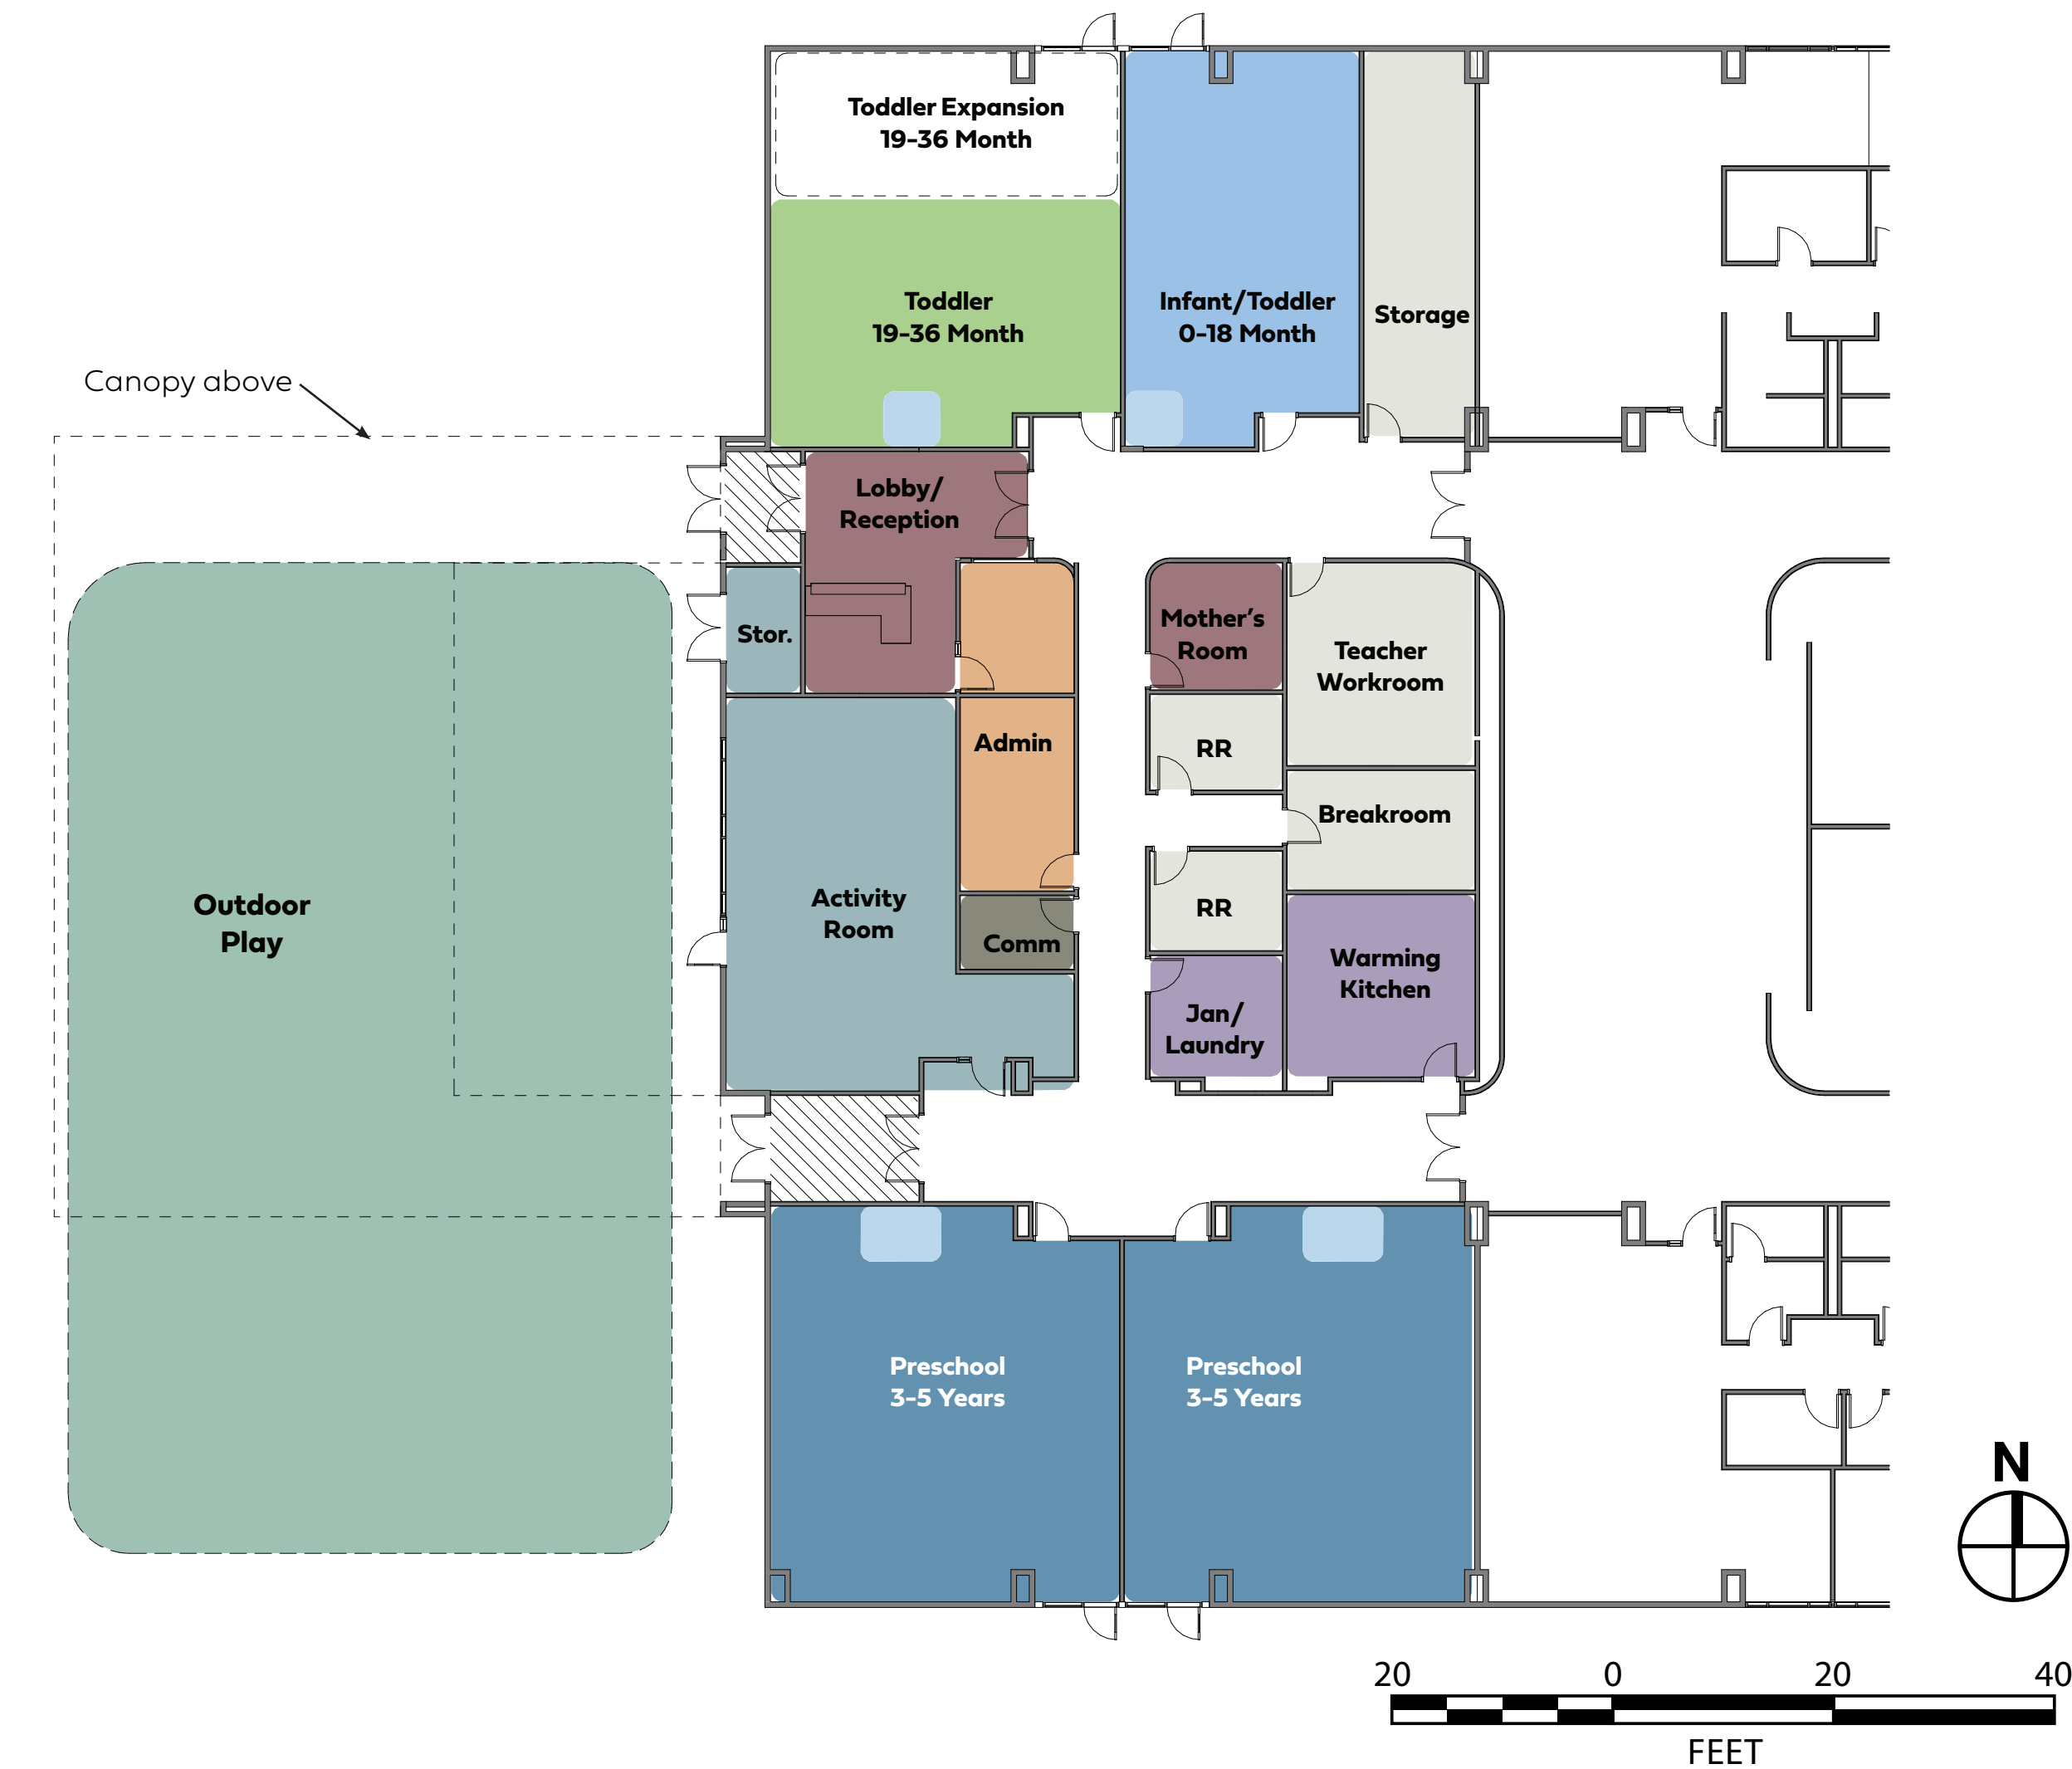 Toddler Expansion
19-36 Month
Toddler
19-36 Month
Infant/Toddler
0-18 Month
Storage
Canopy above
Lobby/
Reception
Stor.
Mother's
Room
Teacher
Workroom
Admin
RR
Breakroom
Outdoor
Play
Activity
Room
RR
Comm
Warming
Kitchen
Jan/
Laundry
Preschool
3-5 Years
Preschool
3-5 Years
N
20 0 20 40
FEET